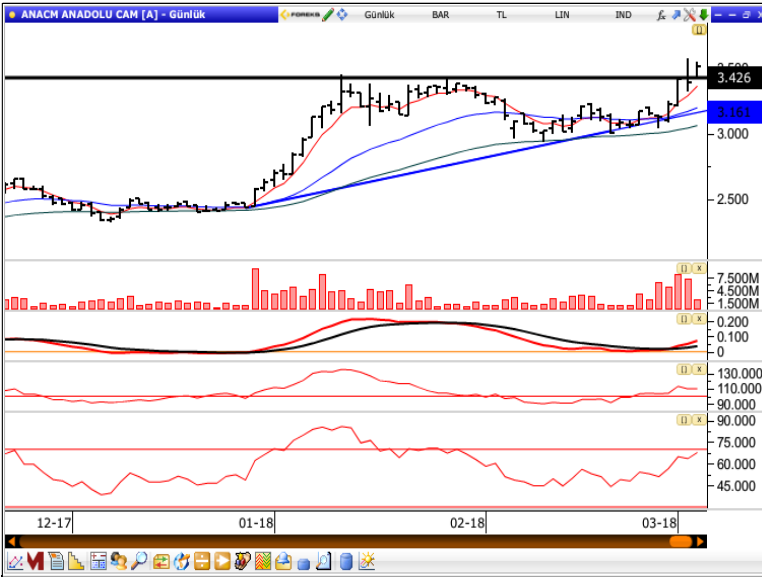 ANACM ANADOLU CAM [A] - Günlük
FOREKS Günlük BAR TL LIN IND
3.426
3.161
3.000
2.500
7.500M
4.500M
1.500M
0.200
0.100
0
130.000
110.000
90.000
90.000
75.000
60.000
45.000
12-17 01-18 02-18 03-18